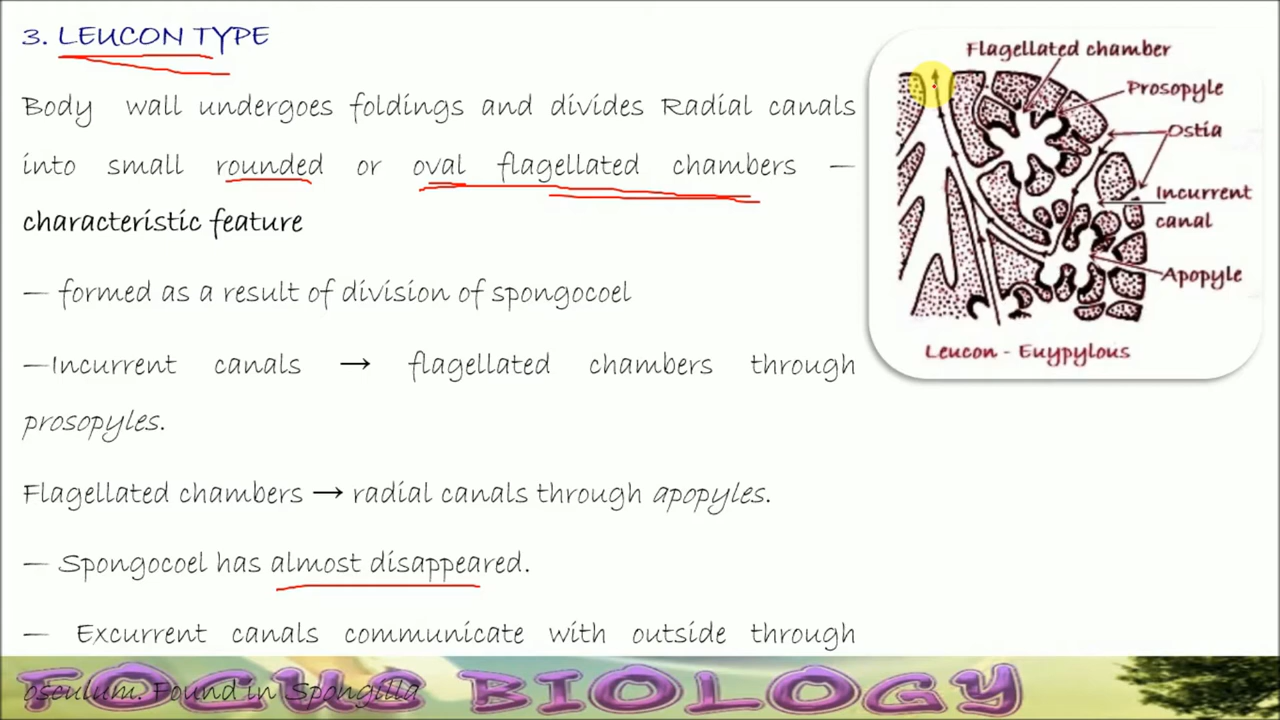 3. LEUCON TYPE
Body wall undergoes foldings and divides Radial canals
into small rounded or oval flagellated chambers —
characteristic feature
— formed as a result of division of spongocoel
—Incurrent canals → flagellated chambers through
prosopyles.
Flagellated chambers → radial canals through apopyles.
— Spongocoel has almost disappeared.
— Excurrent canals communicate with outside through
osculum. Found in Spongilla
Flagellated chamber
Prosopyle
Ostia
Incurrent
canal
Apopyle
Leucon - Euypylous
FOCUS BIOLOGY